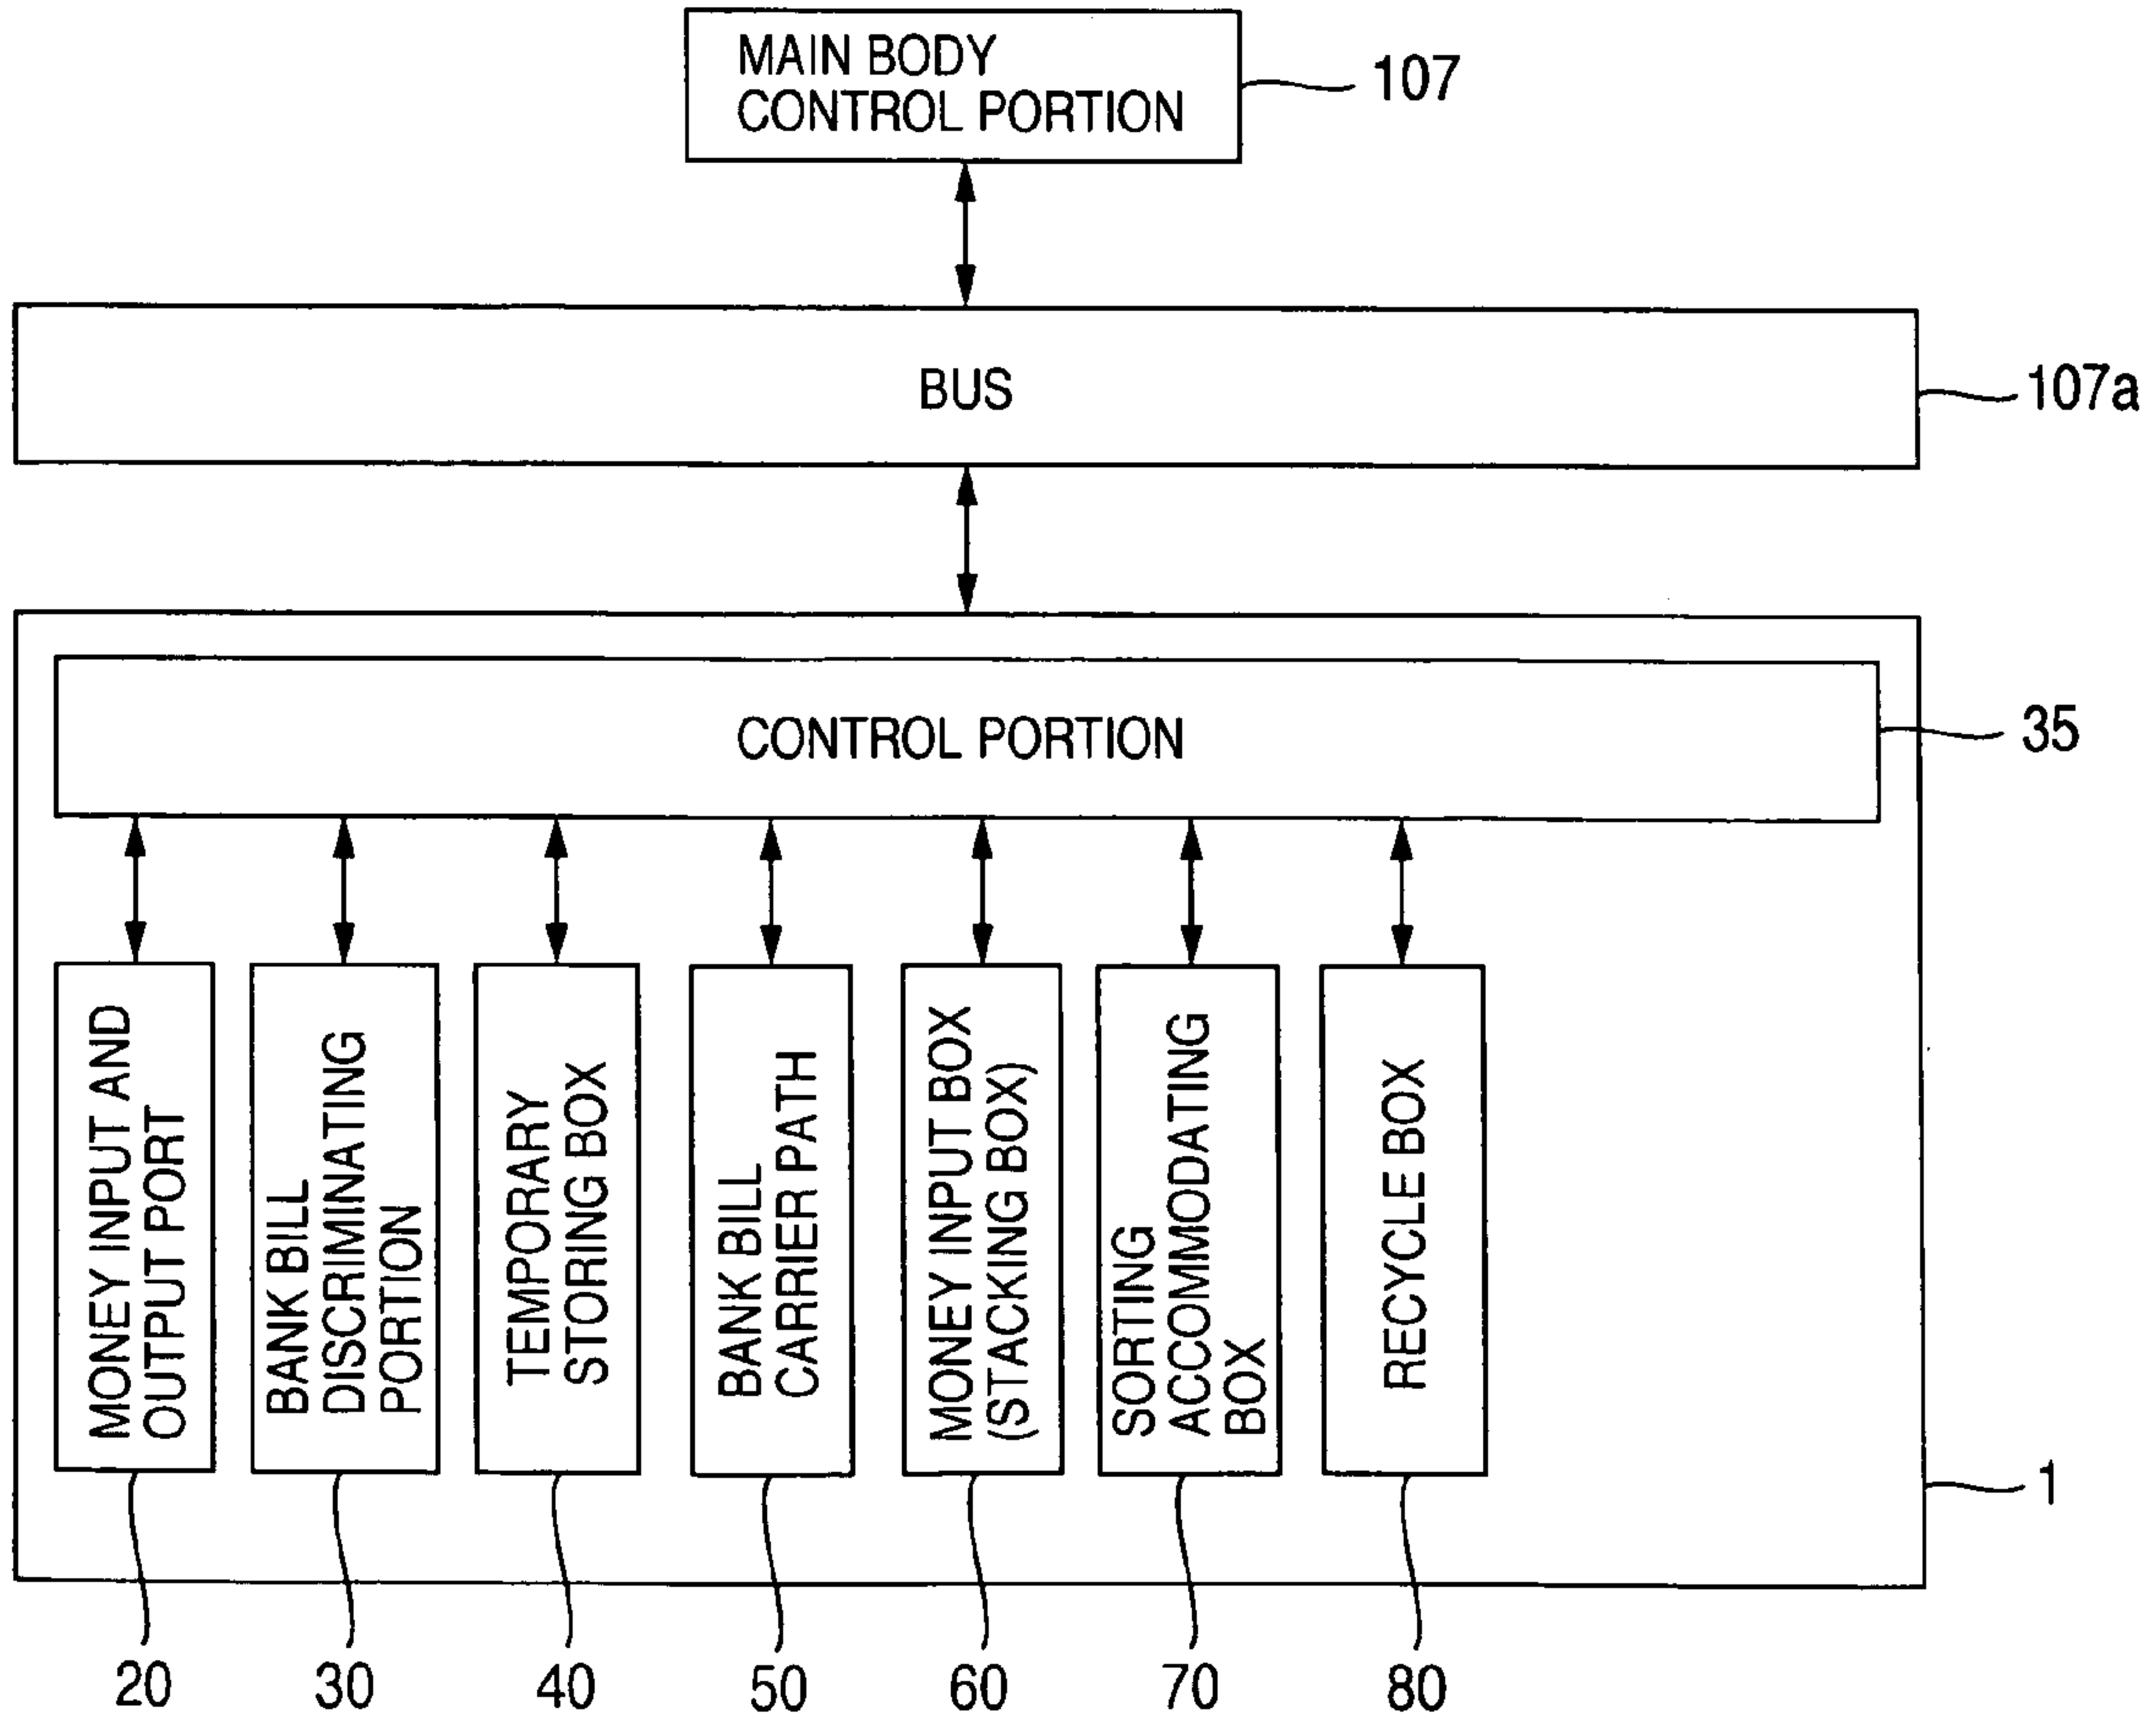 MAIN BODY
CONTROL PORTION
107
BUS
107a
CONTROL PORTION
35
MONEY INPUT AND
OUTPUT PORT
BANK BILL
DISCRIMINATING
PORTION
TEMPORARY
STORING BOX
BANK BILL
CARRIER PATH
MONEY INPUT BOX
(STACKING BOX)
SORTING
ACCOMMODATING
BOX
RECYCLE BOX
1
20
30
40
50
60
70
80